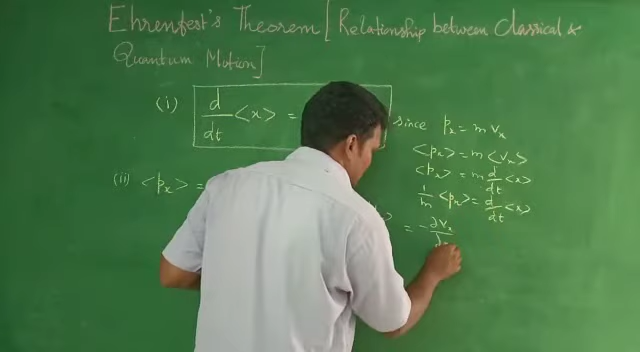 Ehrenfest's Theorem [Relationship between Classical &
Quantum Motion]
(i) d/dt <x> =
since p_x = m v_x
<p_x> = m <v_x>
<p_x> = m d/dt <x>
1/m <p_x> = d/dt <x>
(ii) <p_x> =
> = - ∂V_x